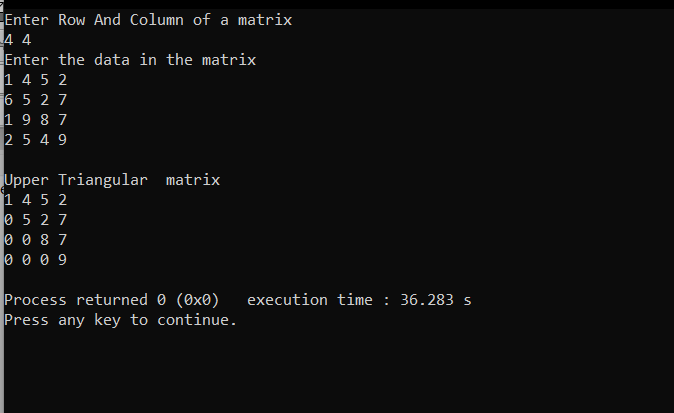 Enter Row And Column of a matrix
4 4
Enter the data in the matrix
1 4 5 2
6 5 2 7
1 9 8 7
2 5 4 9
Upper Triangular  matrix
1 4 5 2
0 5 2 7
0 0 8 7
0 0 0 9
Process returned 0 (0x0)   execution time : 36.283 s
Press any key to continue.